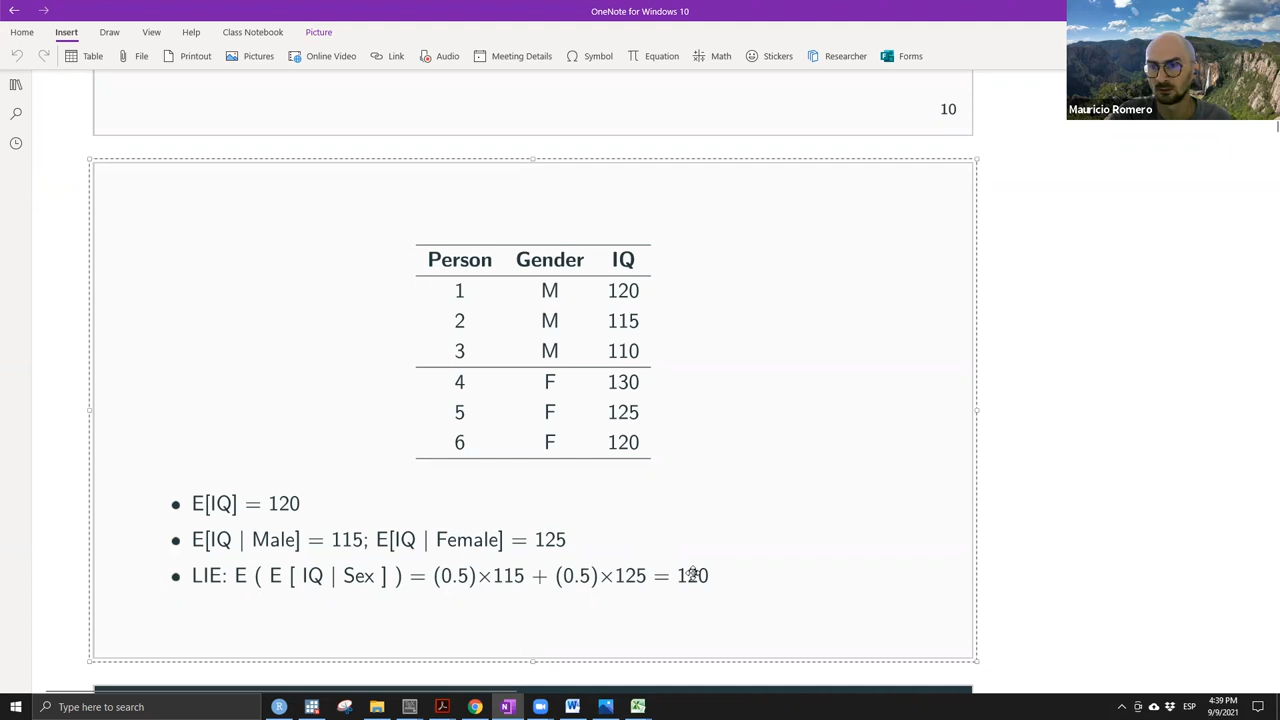 OneNote for Windows 10
Home Insert Draw View Help Class Notebook Picture
Table File Printout Pictures Online Video Link Audio Meeting Details Symbol Equation Math Stickers Researcher Forms
Mauricio Romero
10
Person Gender IQ
1 M 120
2 M 115
3 M 110
4 F 130
5 F 125
6 F 120
• E[IQ] = 120
• E[IQ | Male] = 115; E[IQ | Female] = 125
• LIE: E ( E [ IQ | Sex ] ) = (0.5)×115 + (0.5)×125 = 120
Type here to search
ESP
4:39 PM
9/9/2021